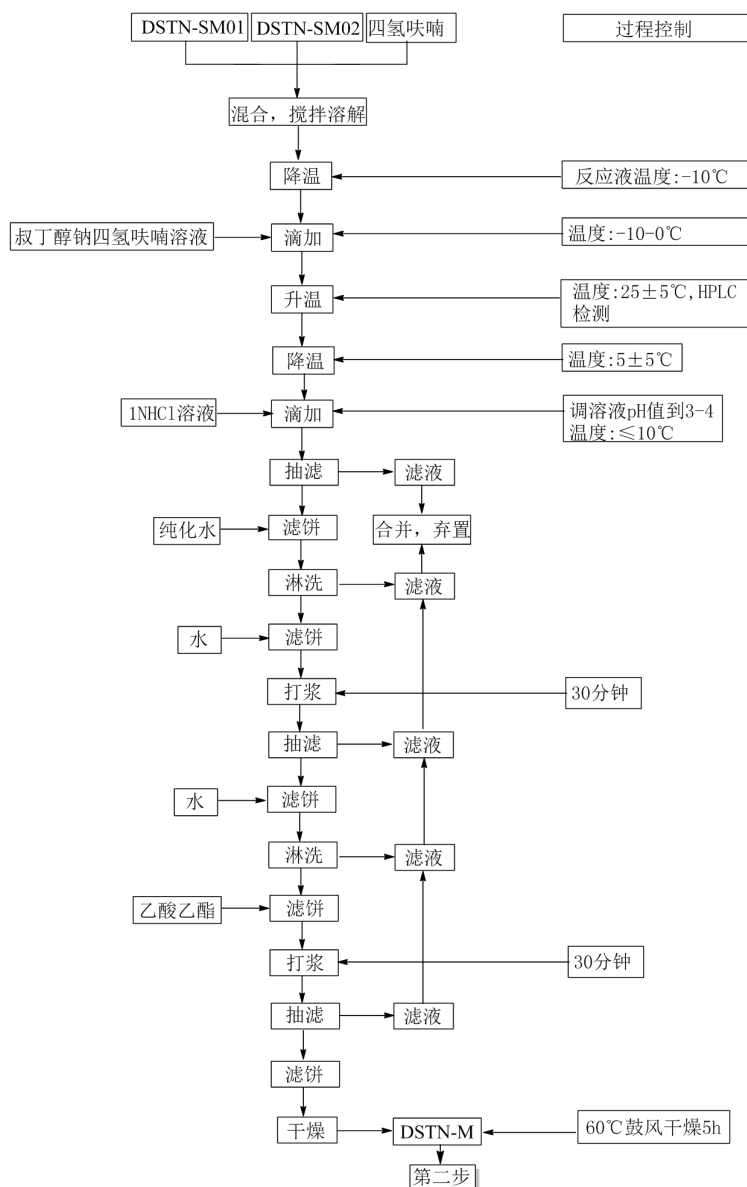 DSTN-SM01
DSTN-SM02
四氢呋喃
过程控制
混合，搅拌溶解
降温
反应液温度:-10℃
叔丁醇钠四氢呋喃溶液
滴加
温度:-10-0℃
升温
温度:25±5℃,HPLC
检测
降温
温度:5±5℃
1NHCl溶液
滴加
调溶液pH值到3-4
温度:≤10℃
抽滤
滤液
纯化水
滤饼
合并，弃置
淋洗
滤液
水
滤饼
打浆
30分钟
抽滤
滤液
水
滤饼
淋洗
滤液
乙酸乙酯
滤饼
打浆
30分钟
抽滤
滤液
滤饼
干燥
DSTN-M
60℃鼓风干燥5h
第二步